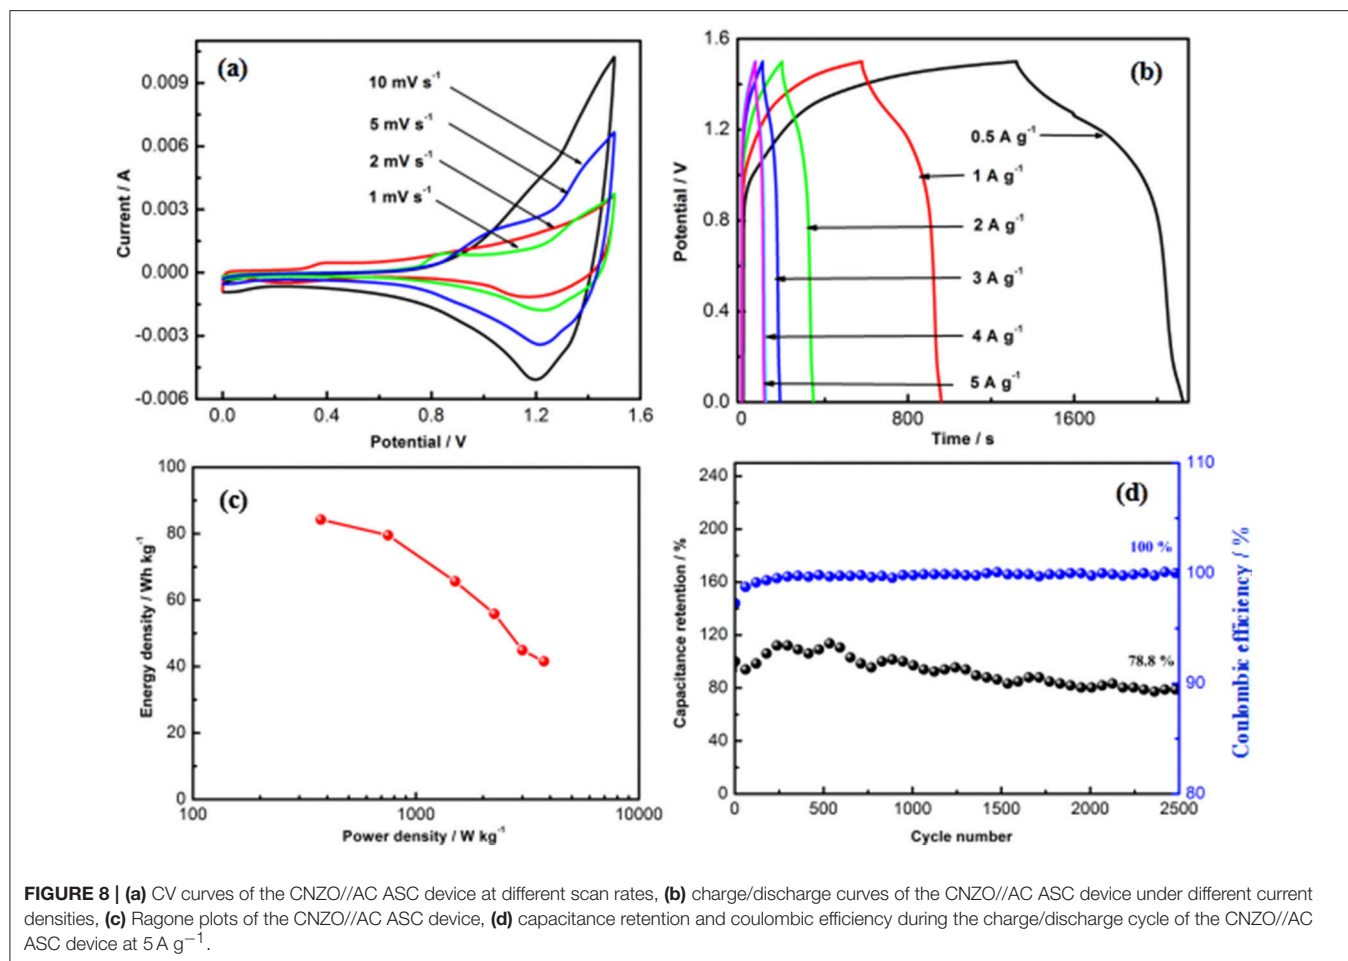 (a)
0.009
0.006
0.003
0.000
-0.003
-0.006
Current / A
10 mV s⁻¹
5 mV s⁻¹
2 mV s⁻¹
1 mV s⁻¹
0.0 0.4 0.8 1.2 1.6
Potential / V
(b)
1.6
1.2
0.8
0.4
0.0
Potential / V
0.5 A g⁻¹
1 A g⁻¹
2 A g⁻¹
3 A g⁻¹
4 A g⁻¹
5 A g⁻¹
0 800 1600
Time / s
(c)
100
80
60
40
20
0
Energy density / Wh kg⁻¹
100 1000 10000
Power density / W kg⁻¹
(d)
240
200
160
120
80
40
0
Capacitance retention / %
100 %
78.8 %
110
100
90
80
Coulombic efficiency / %
0 500 1000 1500 2000 2500
Cycle number
FIGURE 8 | (a) CV curves of the CNZO//AC ASC device at different scan rates, (b) charge/discharge curves of the CNZO//AC ASC device under different current
densities, (c) Ragone plots of the CNZO//AC ASC device, (d) capacitance retention and coulombic efficiency during the charge/discharge cycle of the CNZO//AC
ASC device at 5 A g⁻¹.